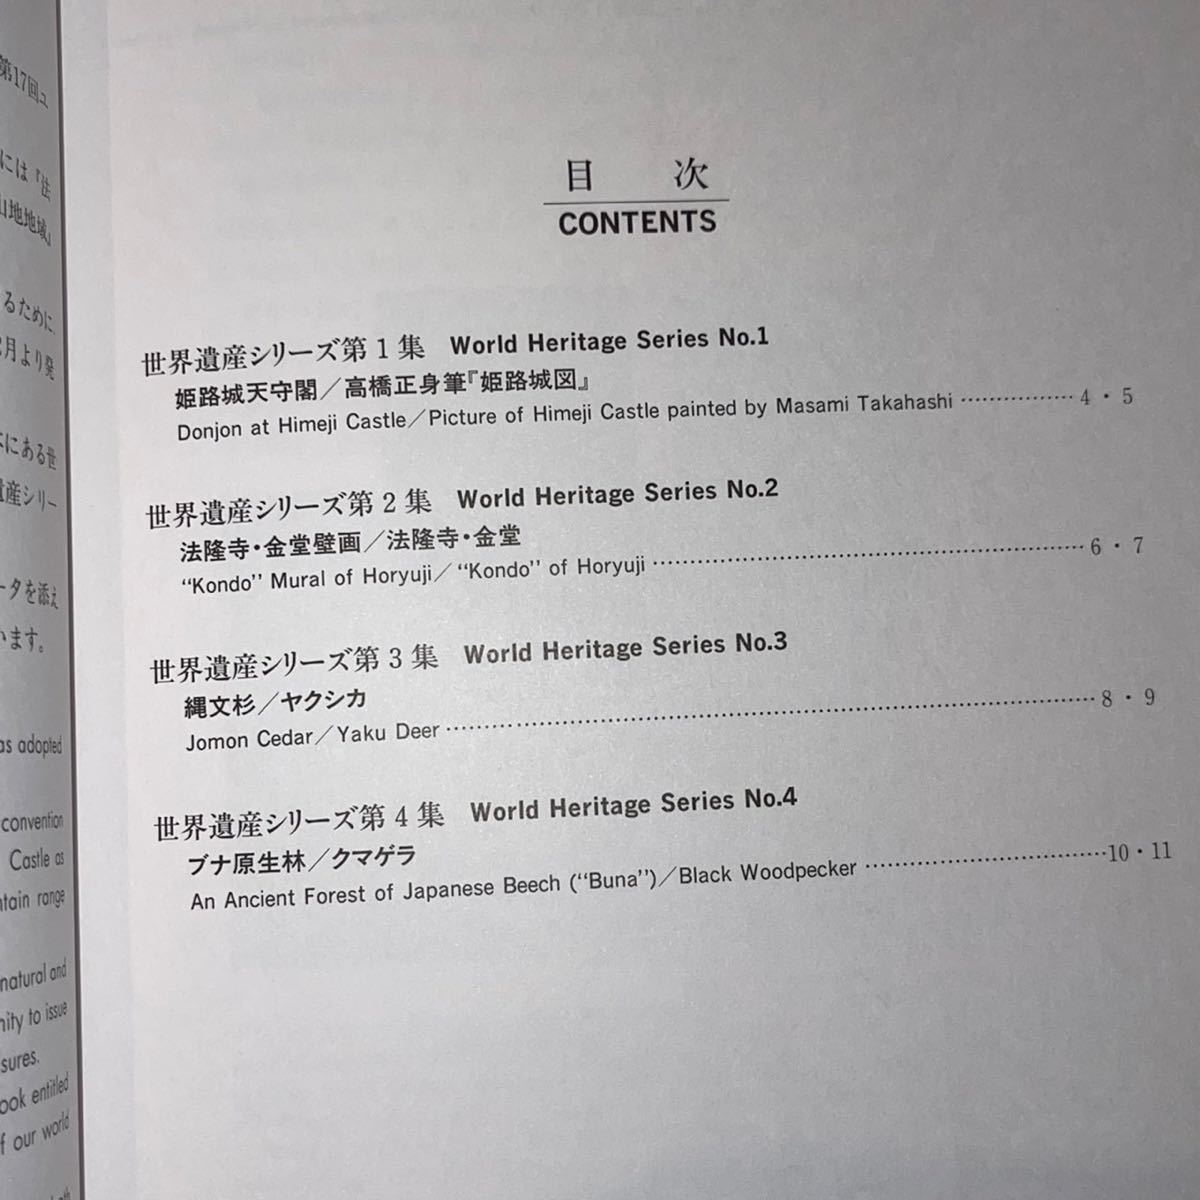 第17回ユ
には『法
山地地域』
るために
月より発
にある世
遺産シリー
ータを添え
います。
as adopted
convention
Castle as
ntain range
natural and
nity to issue
sures.
ook entitled
f our world
目 次
CONTENTS
世界遺産シリーズ第1集 World Heritage Series No.1
姫路城天守閣／高橋正身筆『姫路城図』
Donjon at Himeji Castle／Picture of Himeji Castle painted by Masami Takahashi ……………… 4・5
世界遺産シリーズ第2集 World Heritage Series No.2
法隆寺・金堂壁画／法隆寺・金堂
“Kondo” Mural of Horyuji／“Kondo” of Horyuji ……………………………………………………… 6・7
世界遺産シリーズ第3集 World Heritage Series No.3
縄文杉／ヤクシカ
Jomon Cedar／Yaku Deer ……………………………………………………………………………… 8・9
世界遺産シリーズ第4集 World Heritage Series No.4
ブナ原生林／クマゲラ
An Ancient Forest of Japanese Beech (“Buna”)／Black Woodpecker ……………………………10・11